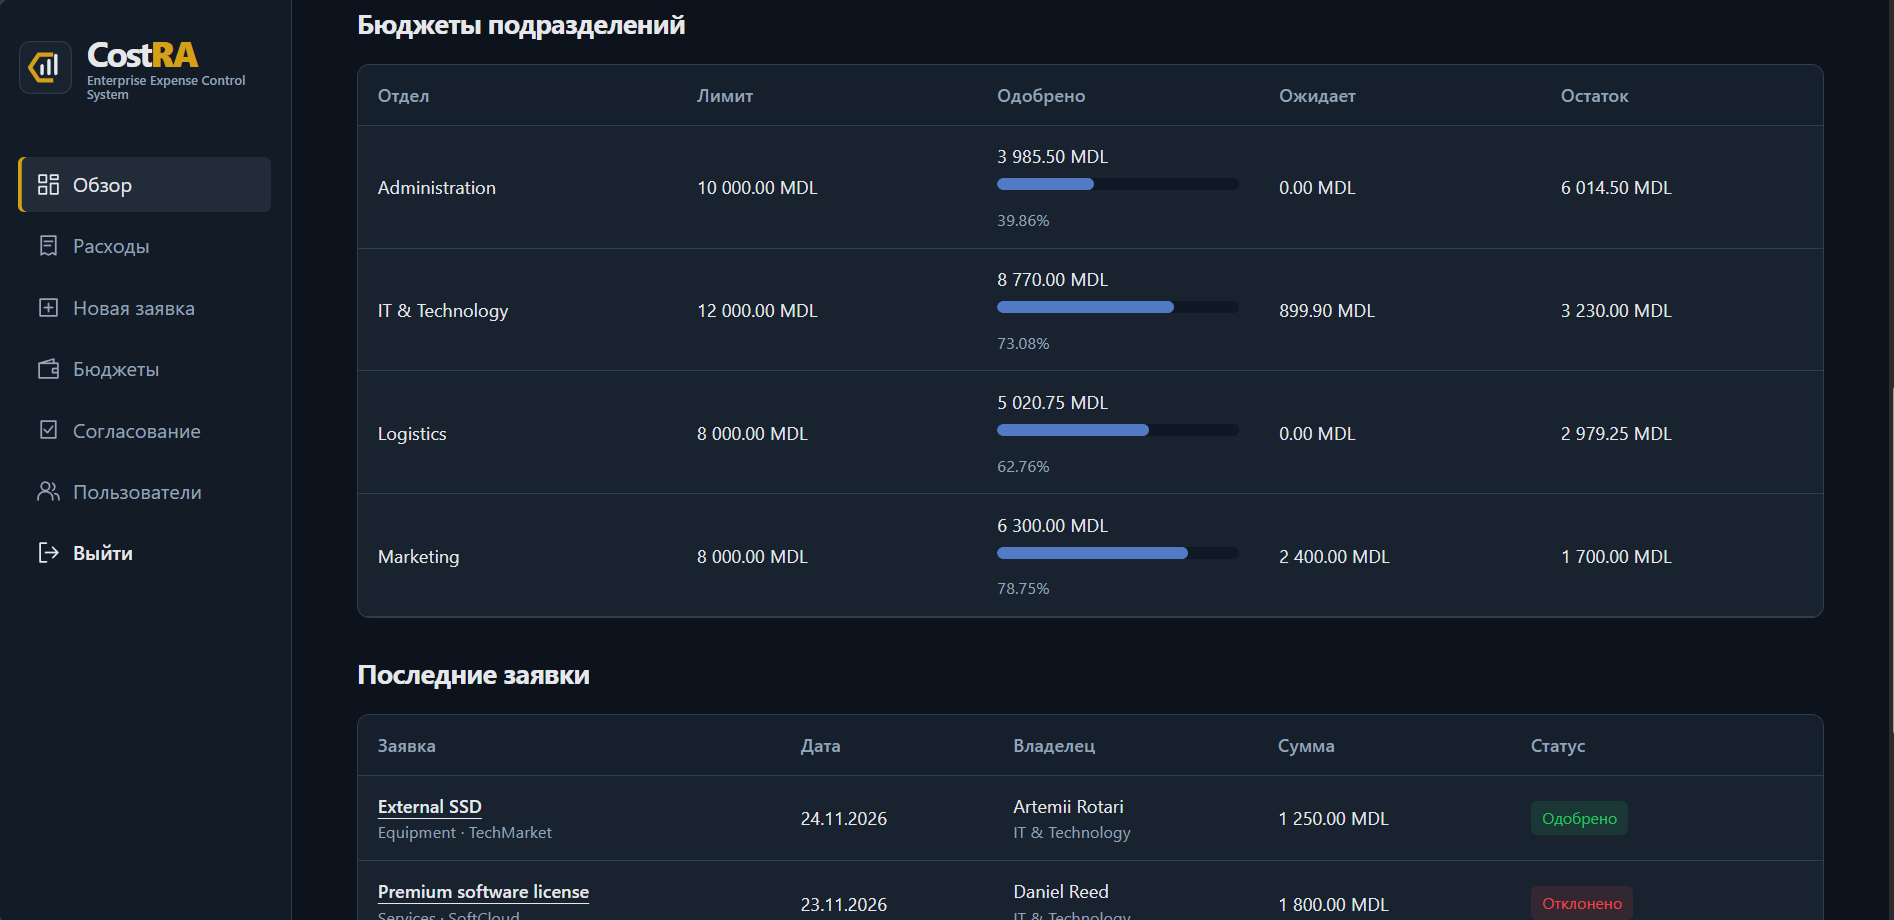 CostRA
Enterprise Expense Control
System
Обзор
Расходы
Новая заявка
Бюджеты
Согласование
Пользователи
Выйти
Бюджеты подразделений
Отдел Лимит Одобрено Ожидает Остаток
3 985.50 MDL
Administration 10 000.00 MDL 0.00 MDL 6 014.50 MDL
39.86%
8 770.00 MDL
IT & Technology 12 000.00 MDL 899.90 MDL 3 230.00 MDL
73.08%
5 020.75 MDL
Logistics 8 000.00 MDL 0.00 MDL 2 979.25 MDL
62.76%
6 300.00 MDL
Marketing 8 000.00 MDL 2 400.00 MDL 1 700.00 MDL
78.75%
Последние заявки
Заявка Дата Владелец Сумма Статус
External SSD 24.11.2026 Artemii Rotari 1 250.00 MDL Одобрено
Equipment · TechMarket IT & Technology
Premium software license 23.11.2026 Daniel Reed 1 800.00 MDL Отклонено
Services · SoftCloud IT & Technology